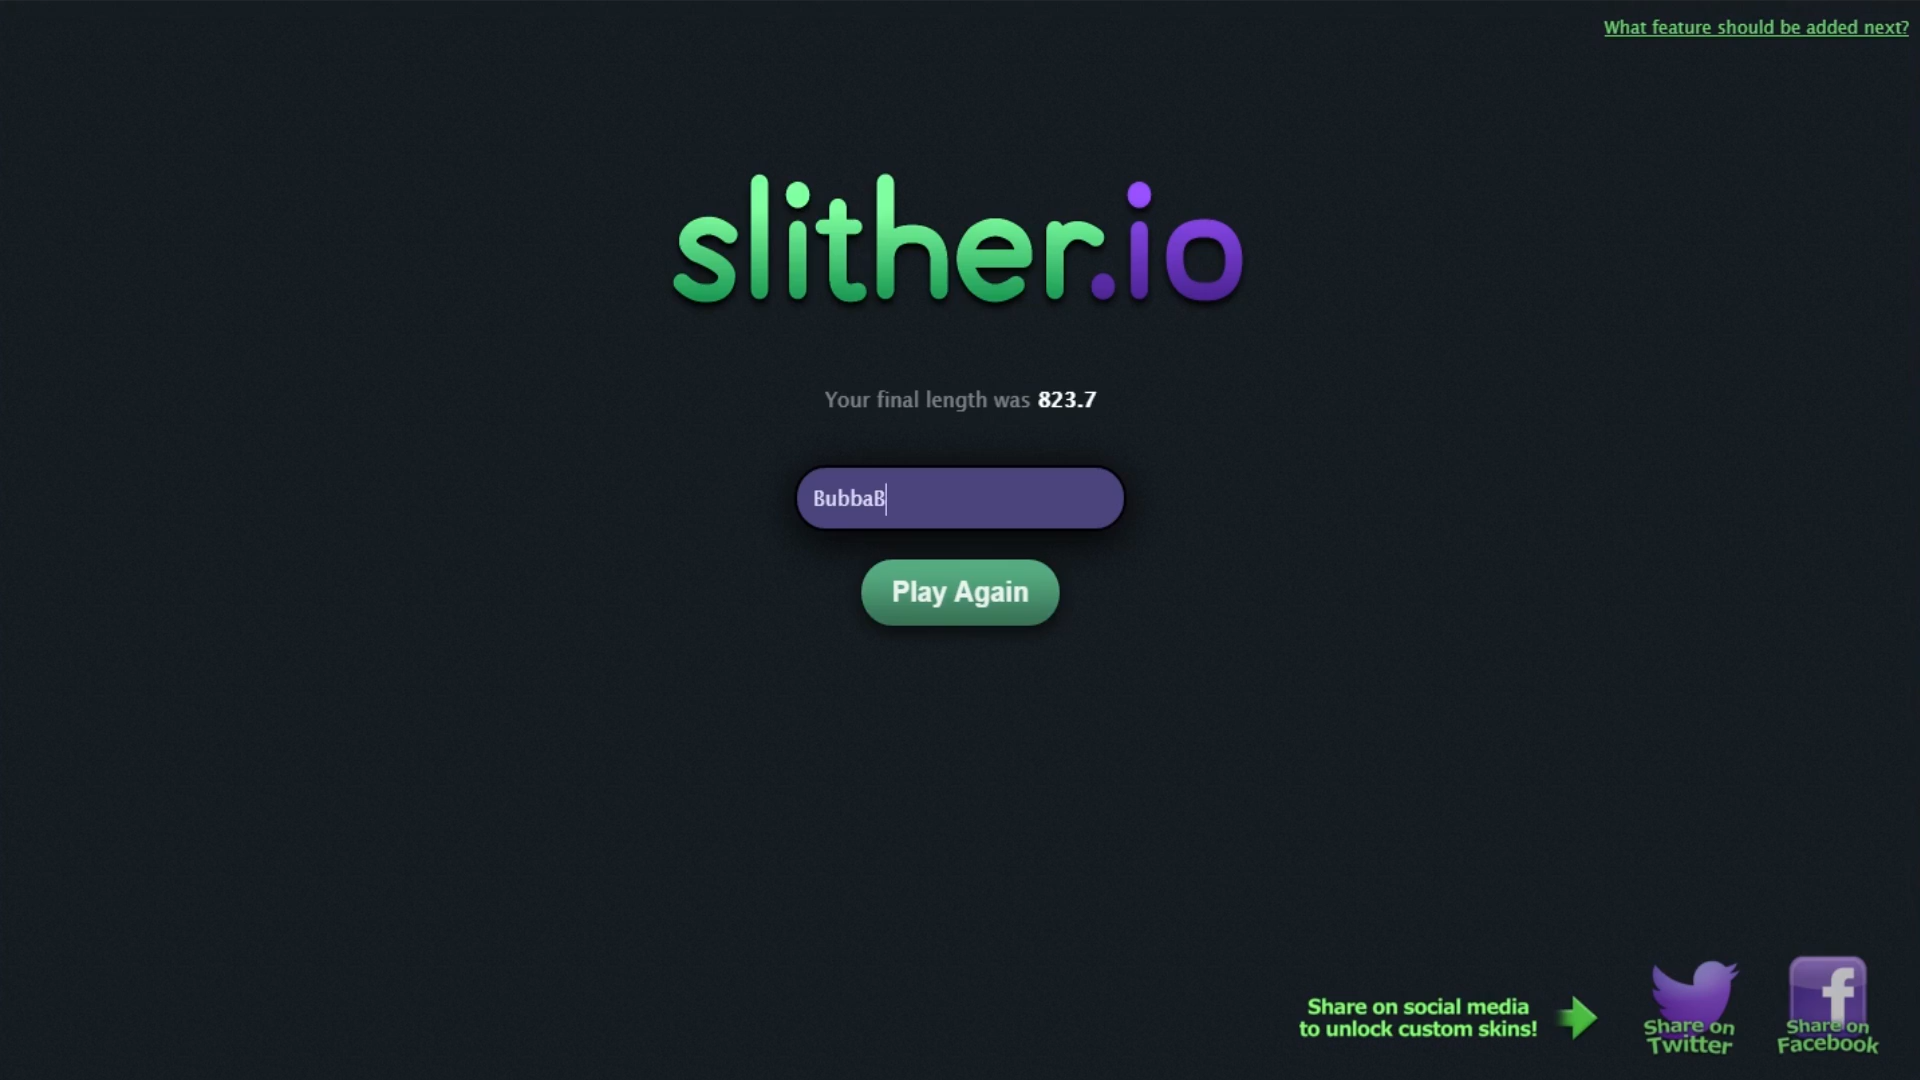 What feature should be added next?
slither.io
Your final length was 823.7
BubbaB
Play Again
Share on social media
to unlock custom skins!
Share on
Twitter
Share on
Facebook